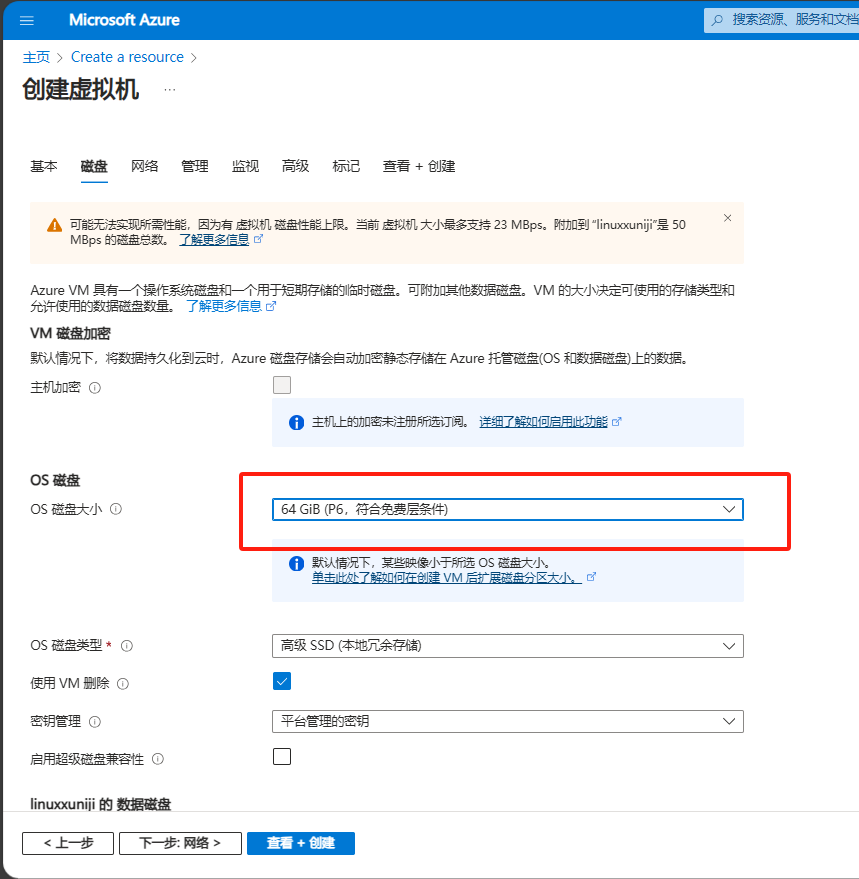 Microsoft Azure
搜索资源、服务和文档
主页 > Create a resource >
创建虚拟机 ...
基本 磁盘 网络 管理 监视 高级 标记 查看 + 创建
可能无法实现所需性能，因为有 虚拟机 磁盘性能上限。当前 虚拟机 大小最多支持 23 MBps。附加到 “linuxxuniji”是 50
MBps 的磁盘总数。 了解更多信息
Azure VM 具有一个操作系统磁盘和一个用于短期存储的临时磁盘。可附加其他数据磁盘。VM 的大小决定可使用的存储类型和
允许使用的数据磁盘数量。 了解更多信息
VM 磁盘加密
默认情况下，将数据持久化到云时，Azure 磁盘存储会自动加密静态存储在 Azure 托管磁盘(OS 和数据磁盘)上的数据。
主机加密
主机上的加密未注册所选订阅。 详细了解如何启用此功能
OS 磁盘
OS 磁盘大小
64 GiB (P6，符合免费层条件)
默认情况下，某些映像小于所选 OS 磁盘大小。
单击此处了解如何在创建 VM 后扩展磁盘分区大小。
OS 磁盘类型 *
高级 SSD (本地冗余存储)
使用 VM 删除
密钥管理
平台管理的密钥
启用超级磁盘兼容性
linuxxuniji 的 数据磁盘
< 上一步 下一步: 网络 > 查看 + 创建